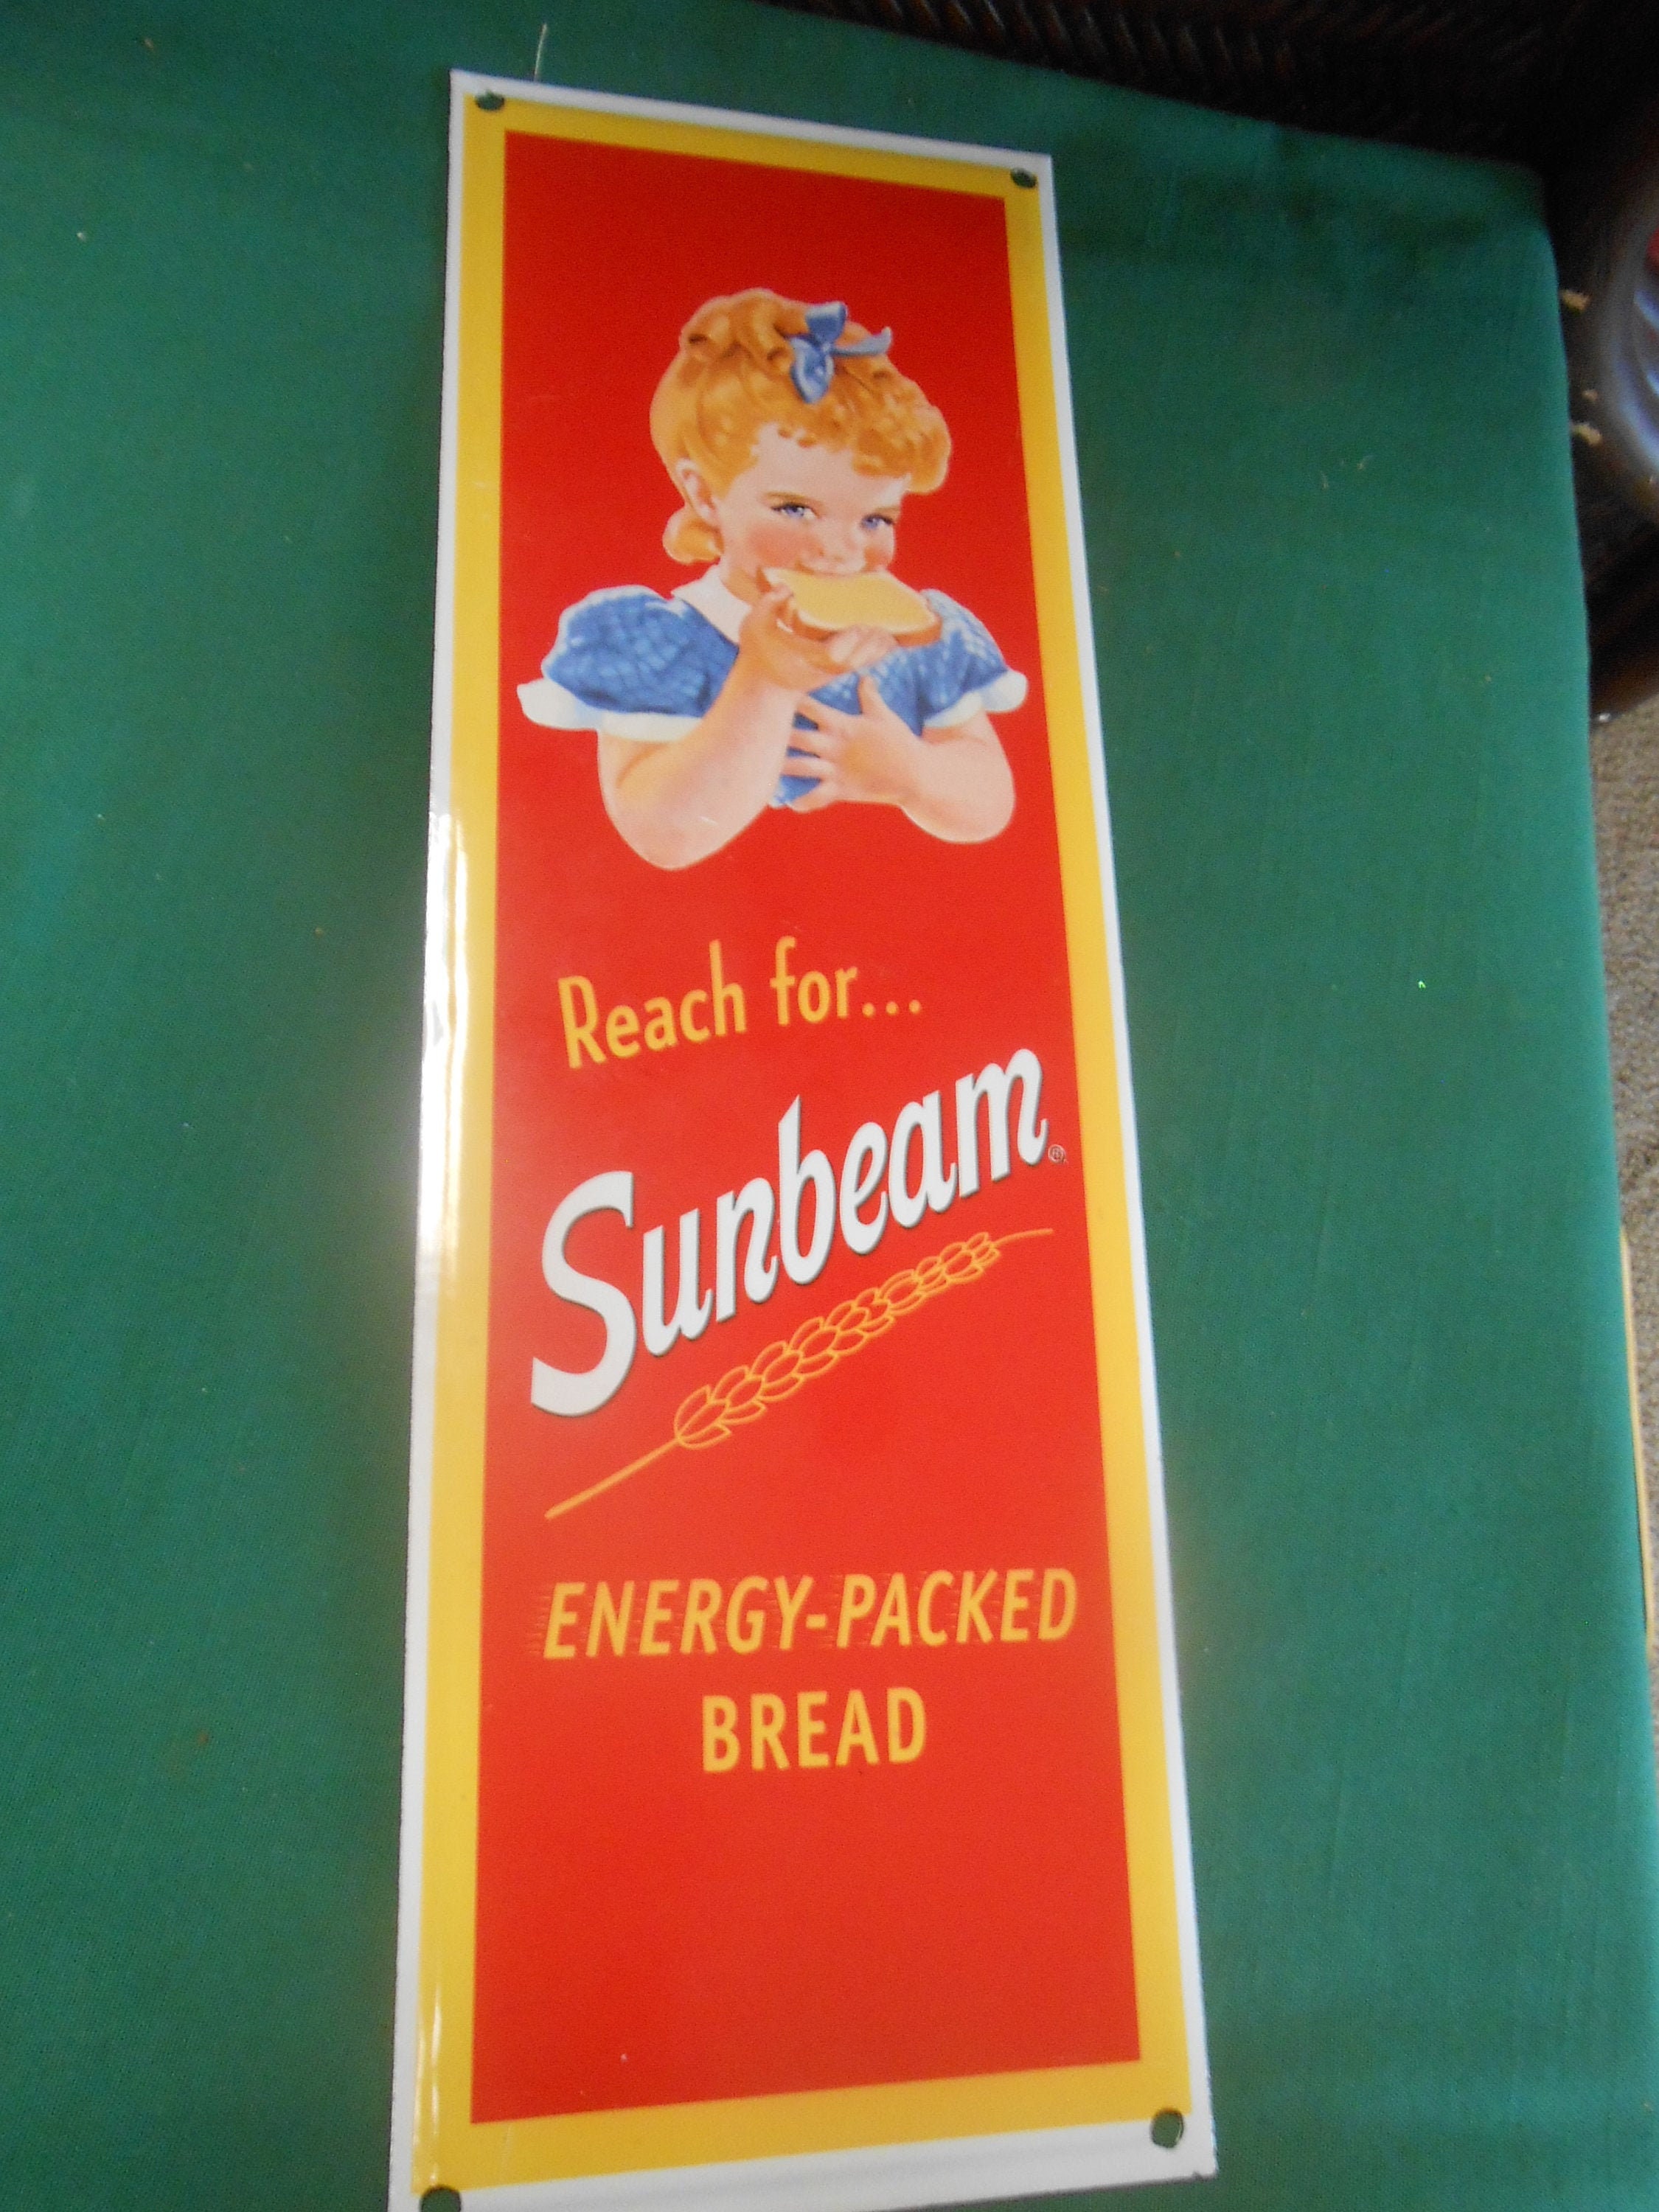 Reach for...
Sunbeam®
ENERGY-PACKED
BREAD